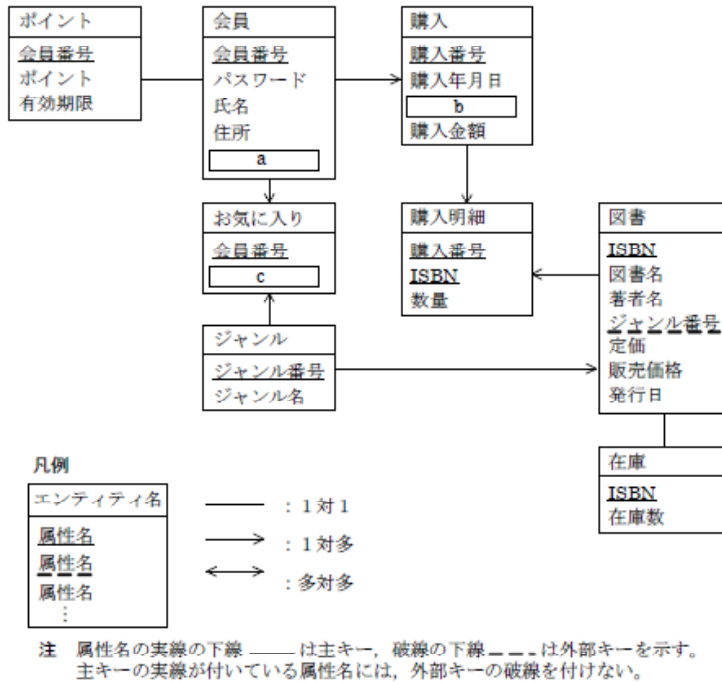 ポイント
会員番号
ポイント
有効期限
会員
会員番号
パスワード
氏名
住所
a
購入
購入番号
購入年月日
b
購入金額
お気に入り
会員番号
c
購入明細
購入番号
ISBN
数量
図書
ISBN
図書名
著者名
ジャンル番号
定価
販売価格
発行日
ジャンル
ジャンル番号
ジャンル名
在庫
ISBN
在庫数
凡例
エンティティ名
属性名
属性名
属性名
⋮
：1対1
：1対多
：多対多
注 属性名の実線の下線 ――― は主キー，破線の下線 －－－ は外部キーを示す。
主キーの実線が付いている属性名には，外部キーの破線を付けない。